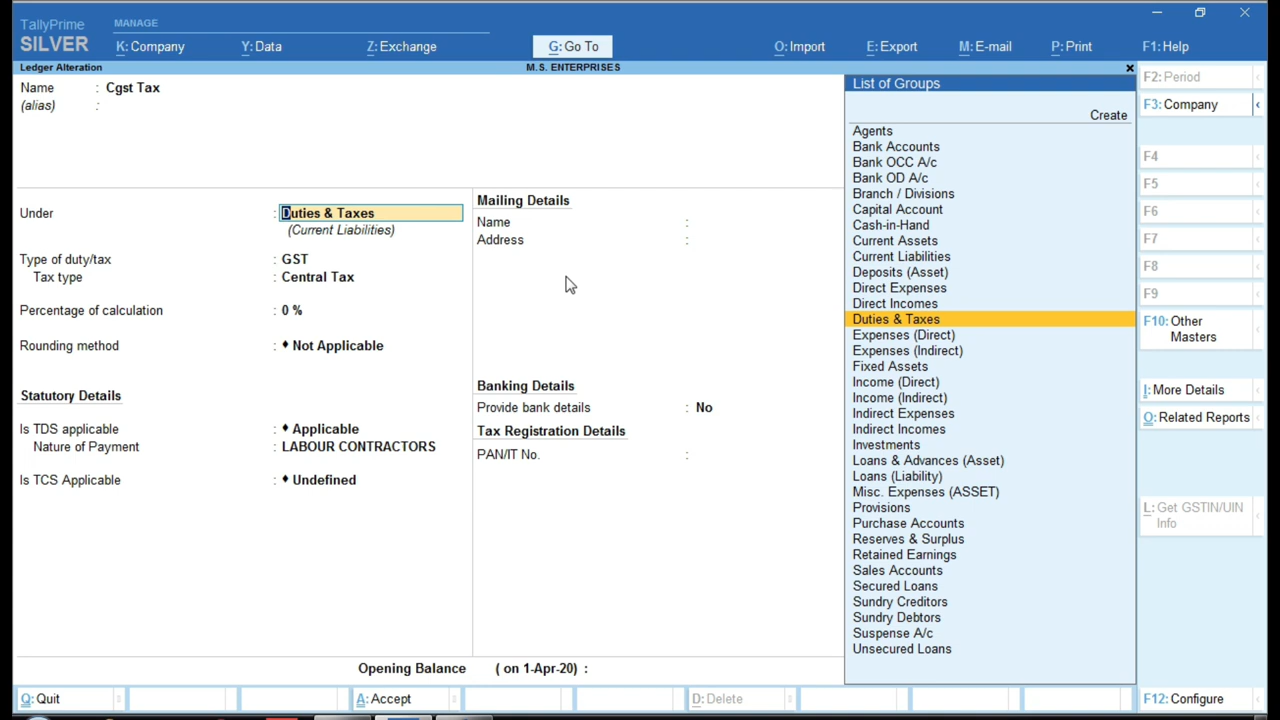 TallyPrime
SILVER
MANAGE
K: Company
Y: Data
Z: Exchange
G: Go To
O: Import
E: Export
M: E-mail
P: Print
F1: Help
Ledger Alteration
M.S. ENTERPRISES
Name : Cgst Tax
(alias) :
Under : Duties & Taxes
(Current Liabilities)
Type of duty/tax : GST
Tax type : Central Tax
Percentage of calculation : 0 %
Rounding method : ♦ Not Applicable
Statutory Details
Is TDS applicable : ♦ Applicable
Nature of Payment : LABOUR CONTRACTORS
Is TCS Applicable : ♦ Undefined
Mailing Details
Name :
Address :
Banking Details
Provide bank details : No
Tax Registration Details
PAN/IT No. :
Opening Balance ( on 1-Apr-20) :
List of Groups
Create
Agents
Bank Accounts
Bank OCC A/c
Bank OD A/c
Branch / Divisions
Capital Account
Cash-in-Hand
Current Assets
Current Liabilities
Deposits (Asset)
Direct Expenses
Direct Incomes
Duties & Taxes
Expenses (Direct)
Expenses (Indirect)
Fixed Assets
Income (Direct)
Income (Indirect)
Indirect Expenses
Indirect Incomes
Investments
Loans & Advances (Asset)
Loans (Liability)
Misc. Expenses (ASSET)
Provisions
Purchase Accounts
Reserves & Surplus
Retained Earnings
Sales Accounts
Secured Loans
Sundry Creditors
Sundry Debtors
Suspense A/c
Unsecured Loans
F2: Period
F3: Company
F4
F5
F6
F7
F8
F9
F10: Other
Masters
I: More Details
O: Related Reports
L: Get GSTIN/UIN
Info
Q: Quit
A: Accept
D: Delete
F12: Configure